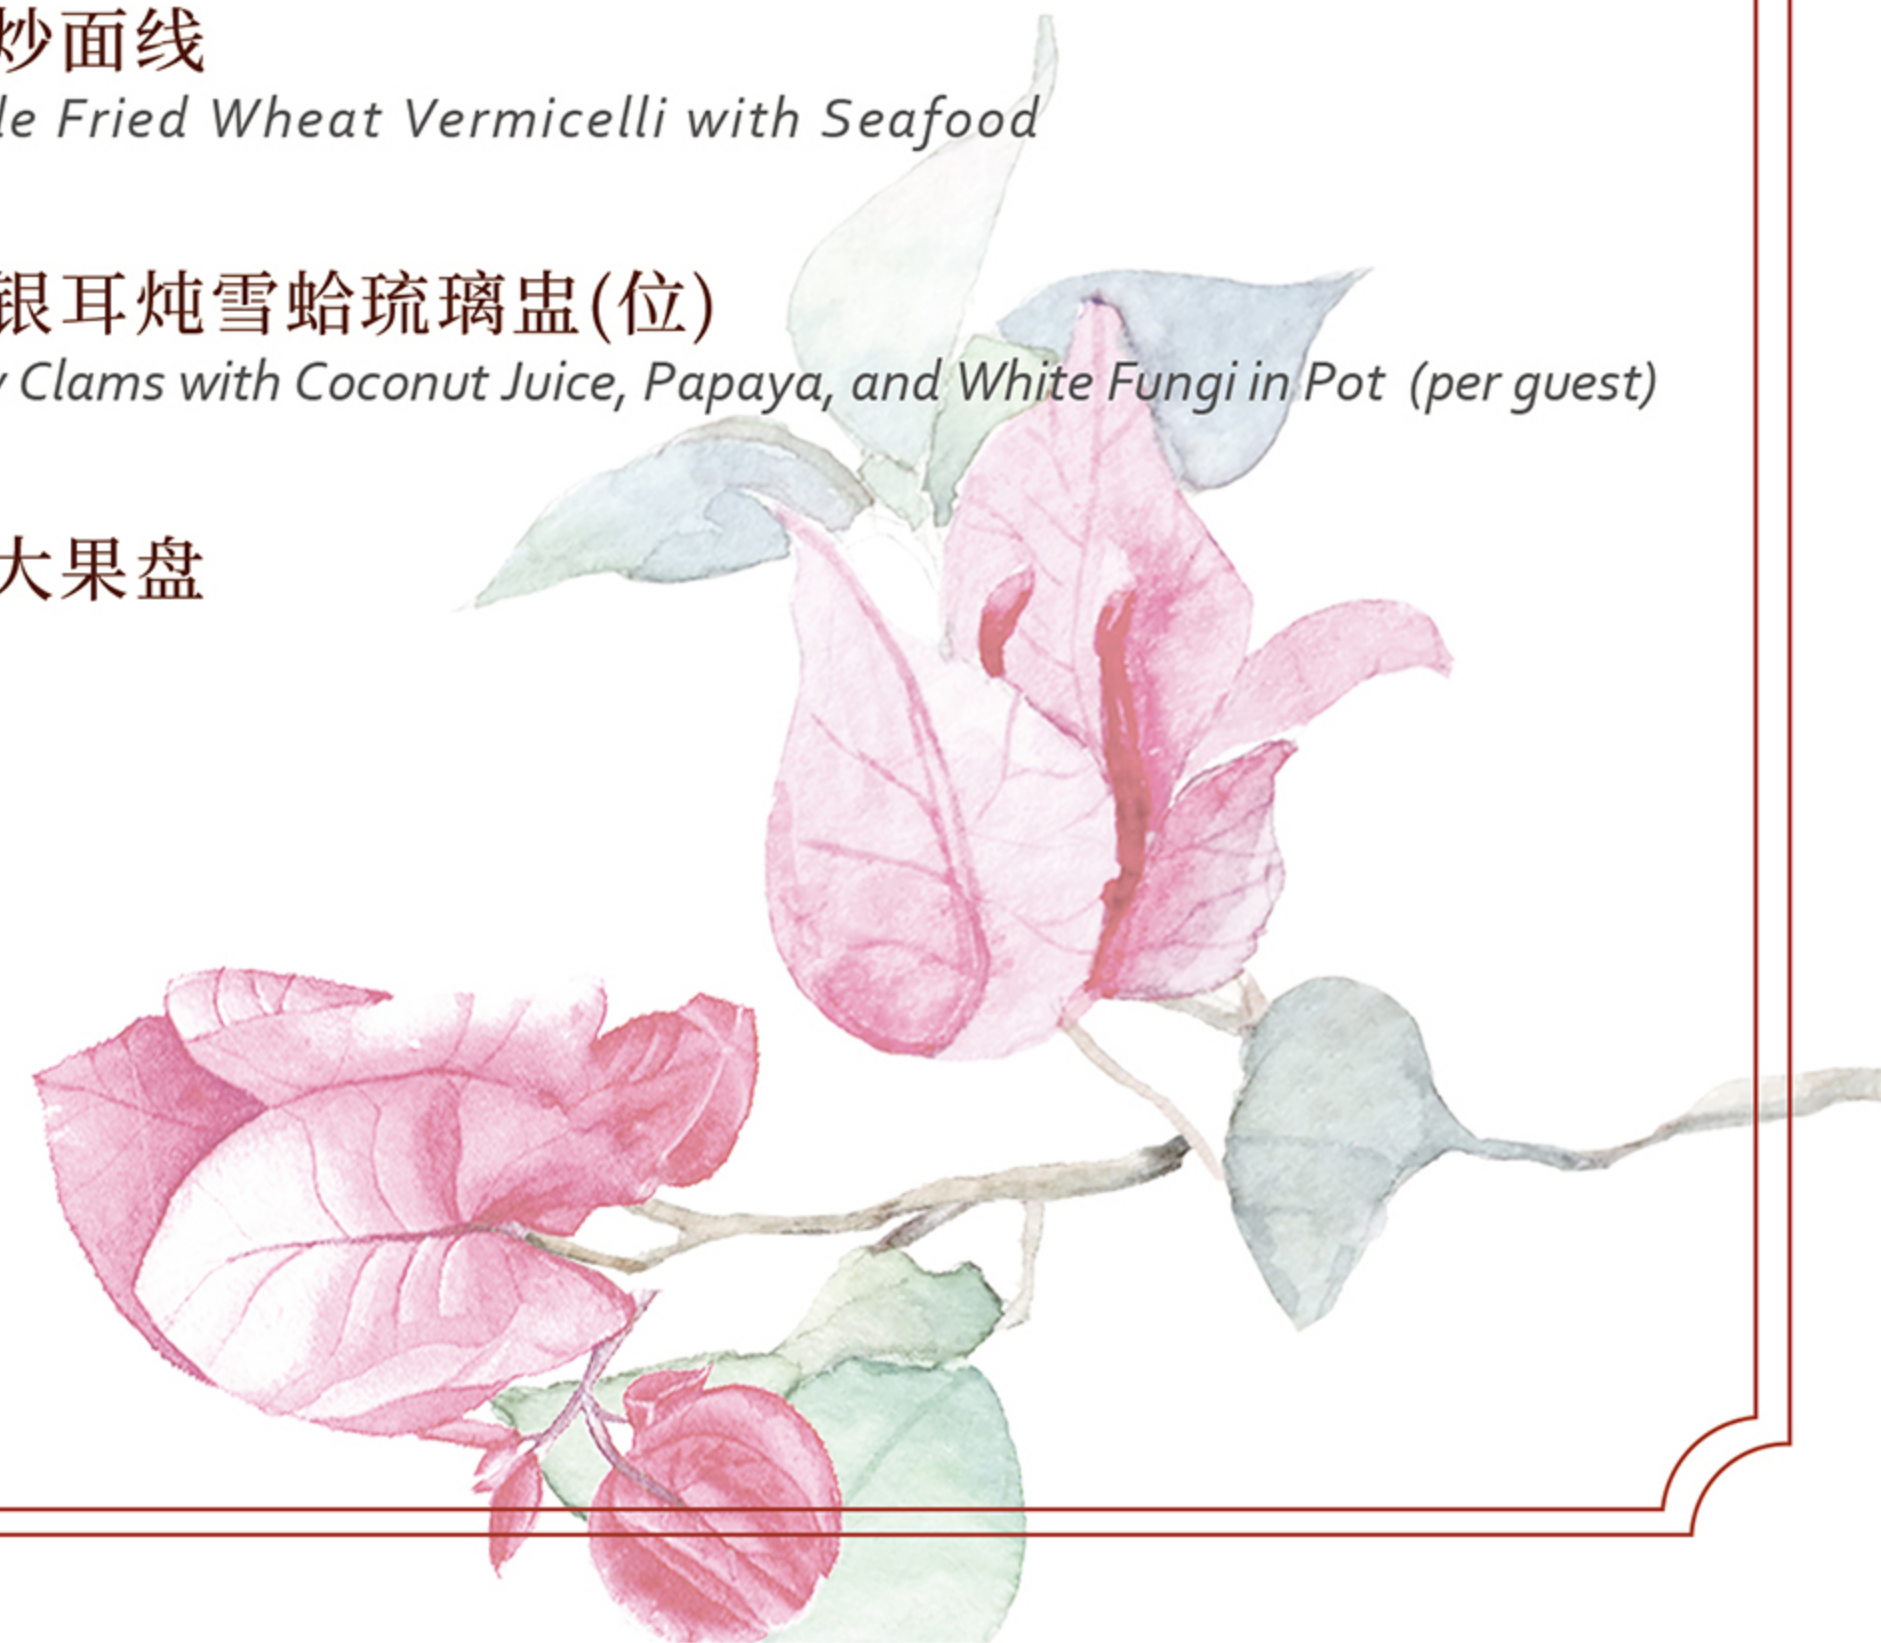 炒面线
le Fried Wheat Vermicelli with Seafood
银耳炖雪蛤琉璃盅(位)
Clams with Coconut Juice, Papaya, and White Fungi in Pot (per guest)
大果盘